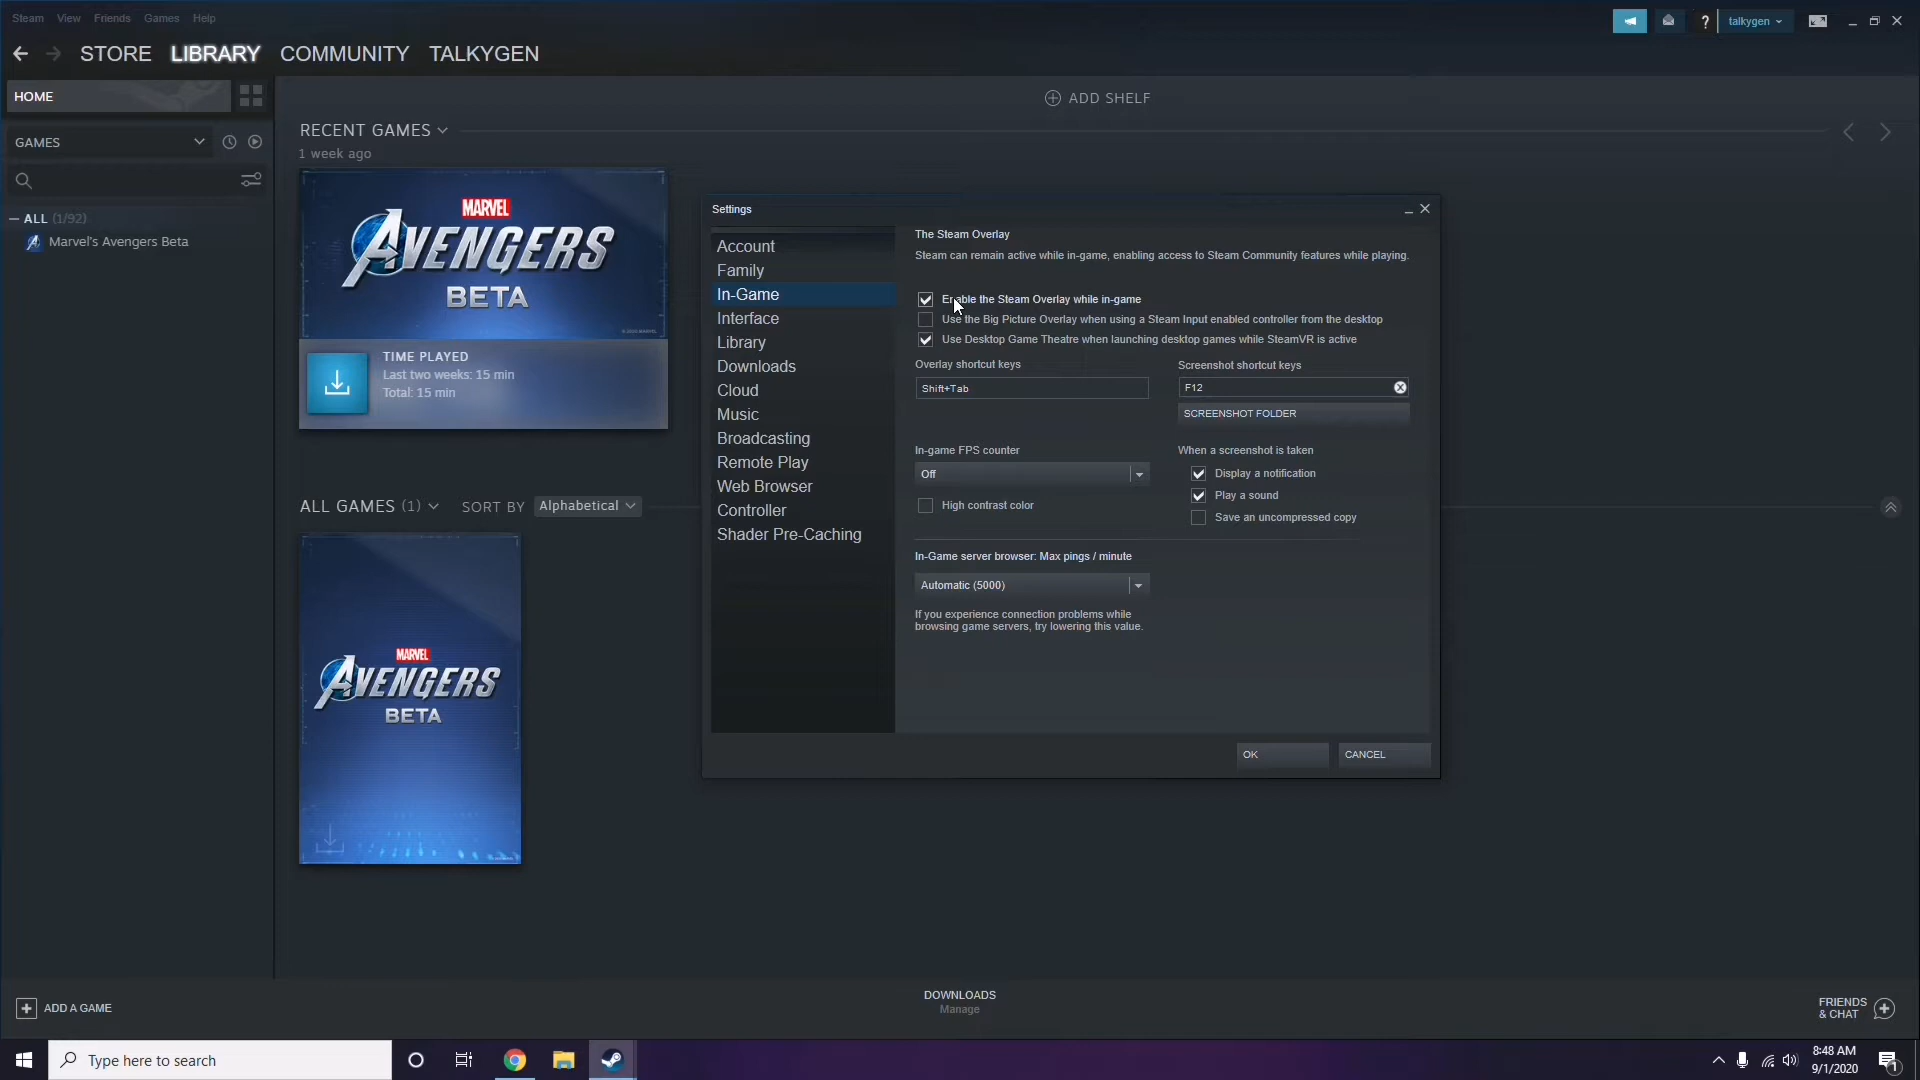 Steam View Friends Games Help
talkygen
STORE LIBRARY COMMUNITY TALKYGEN
HOME
ADD SHELF
GAMES
RECENT GAMES
1 week ago
ALL (1/92)
Marvel's Avengers Beta
MARVEL
AVENGERS
BETA
TIME PLAYED
Last two weeks: 15 min
Total: 15 min
ALL GAMES (1) SORT BY Alphabetical
MARVEL
AVENGERS
BETA
Settings
Account
Family
In-Game
Interface
Library
Downloads
Cloud
Music
Broadcasting
Remote Play
Web Browser
Controller
Shader Pre-Caching
The Steam Overlay
Steam can remain active while in-game, enabling access to Steam Community features while playing.
Enable the Steam Overlay while in-game
Use the Big Picture Overlay when using a Steam Input enabled controller from the desktop
Use Desktop Game Theatre when launching desktop games while SteamVR is active
Overlay shortcut keys
Shift+Tab
Screenshot shortcut keys
F12
SCREENSHOT FOLDER
In-game FPS counter
Off
High contrast color
When a screenshot is taken
Display a notification
Play a sound
Save an uncompressed copy
In-Game server browser: Max pings / minute
Automatic (5000)
If you experience connection problems while
browsing game servers, try lowering this value.
OK CANCEL
ADD A GAME
DOWNLOADS
Manage
FRIENDS
& CHAT
Type here to search
8:48 AM
9/1/2020
1